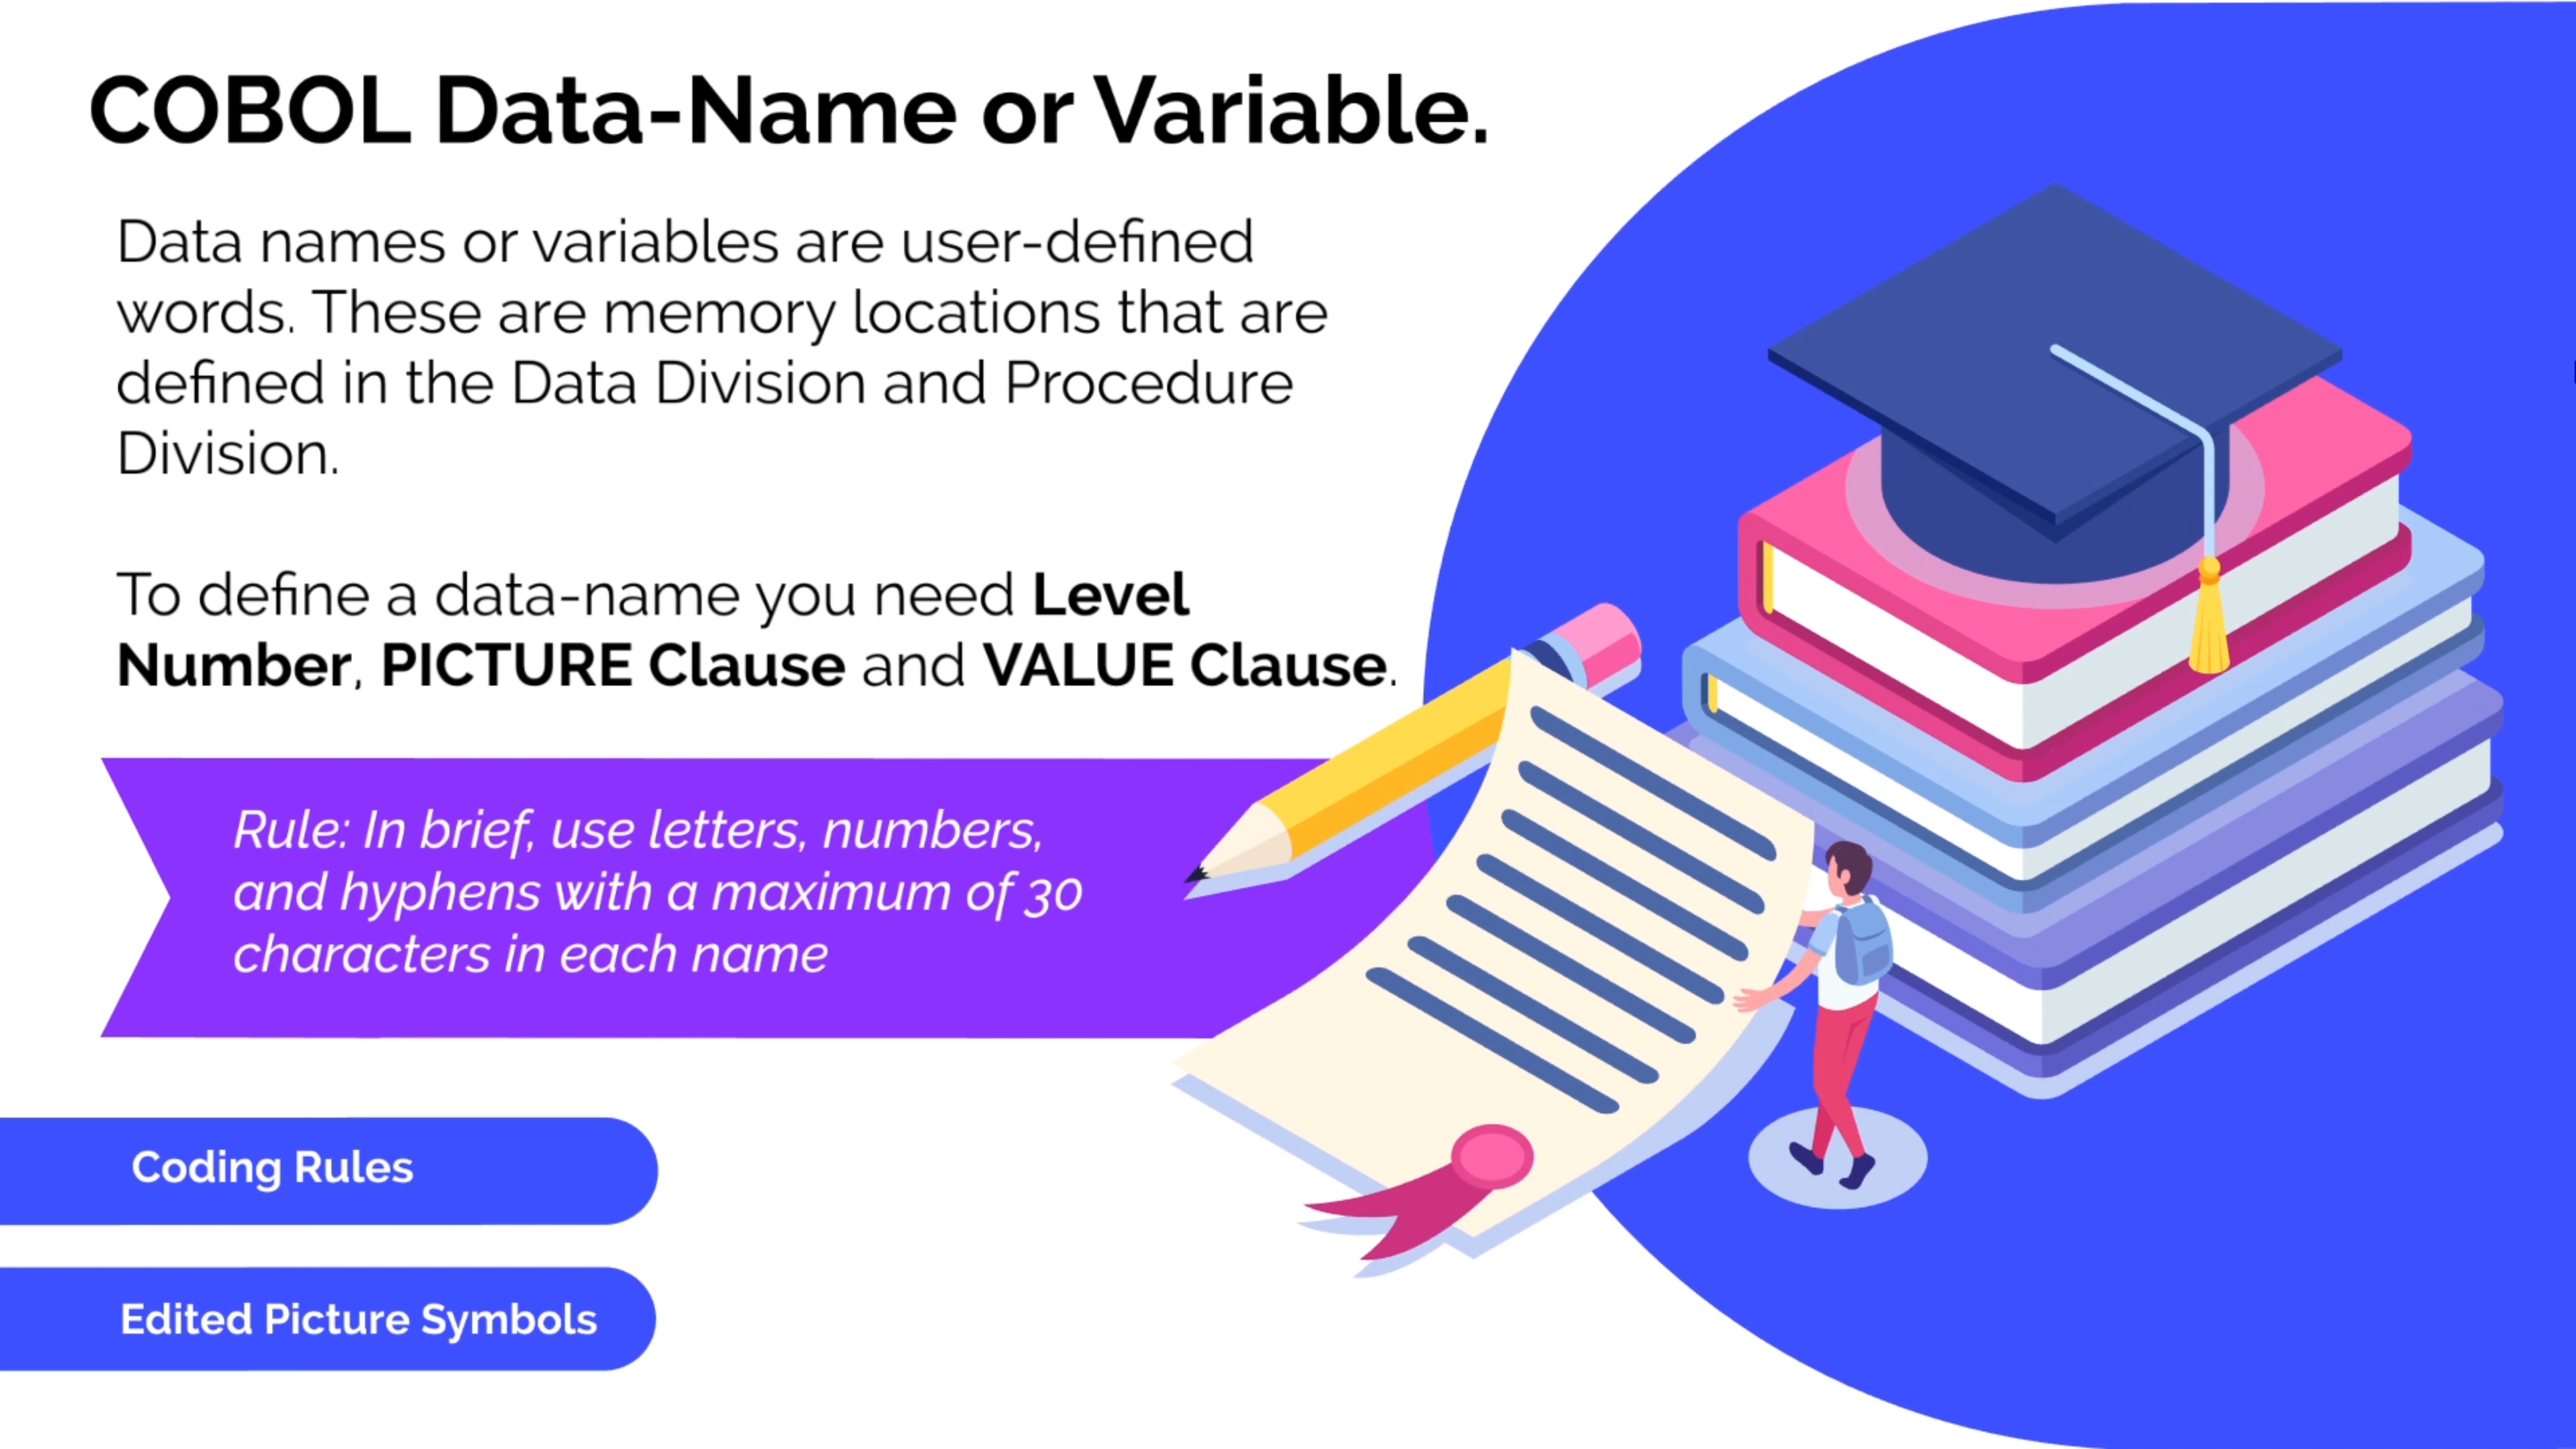 COBOL Data-Name or Variable.
Data names or variables are user-defined
words. These are memory locations that are
defined in the Data Division and Procedure
Division.
To define a data-name you need Level
Number, PICTURE Clause and VALUE Clause.
Rule: In brief, use letters, numbers,
and hyphens with a maximum of 30
characters in each name
Coding Rules
Edited Picture Symbols